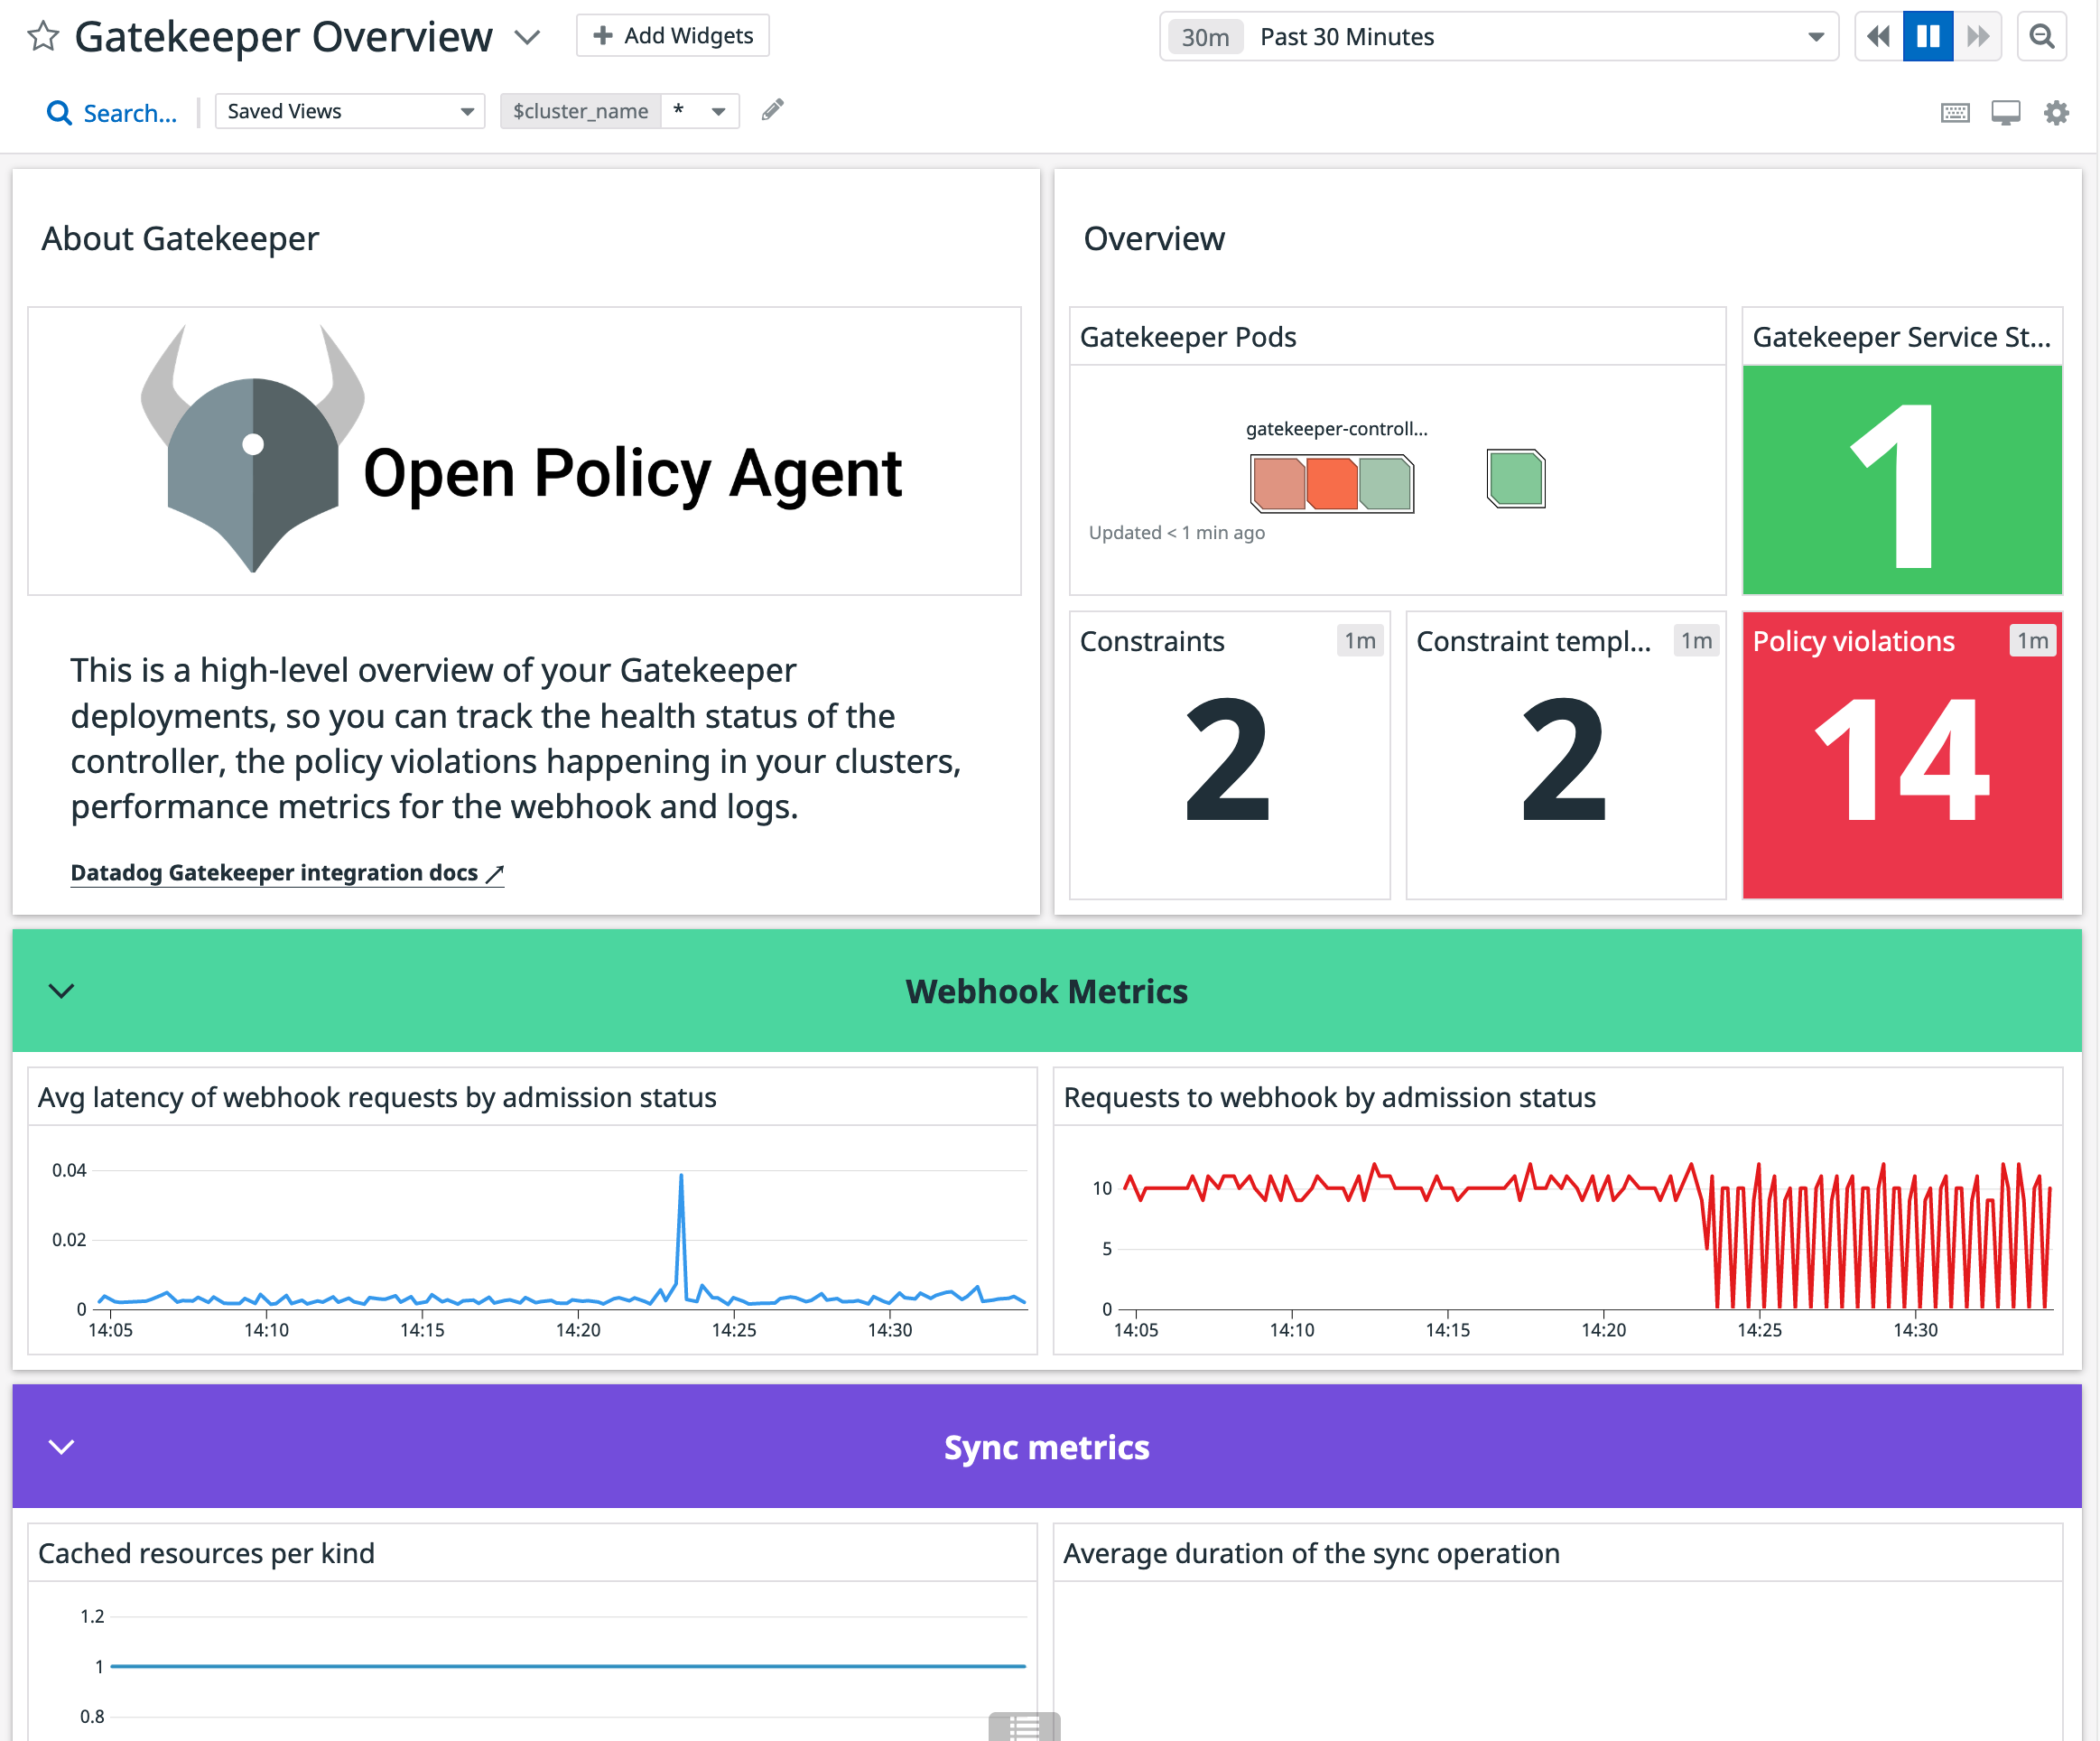 Gatekeeper Overview
Add Widgets
30m Past 30 Minutes
Search...
Saved Views
$cluster_name *
About Gatekeeper
Open Policy Agent
This is a high-level overview of your Gatekeeper
deployments, so you can track the health status of the
controller, the policy violations happening in your clusters,
performance metrics for the webhook and logs.
Datadog Gatekeeper integration docs
Overview
Gatekeeper Pods
gatekeeper-controll...
Updated < 1 min ago
Gatekeeper Service St...
1
Constraints 1m
2
Constraint templ... 1m
2
Policy violations 1m
14
Webhook Metrics
Avg latency of webhook requests by admission status
0.04
0.02
0
14:05 14:10 14:15 14:20 14:25 14:30
Requests to webhook by admission status
10
5
0
14:05 14:10 14:15 14:20 14:25 14:30
Sync metrics
Cached resources per kind
1.2
1
0.8
Average duration of the sync operation